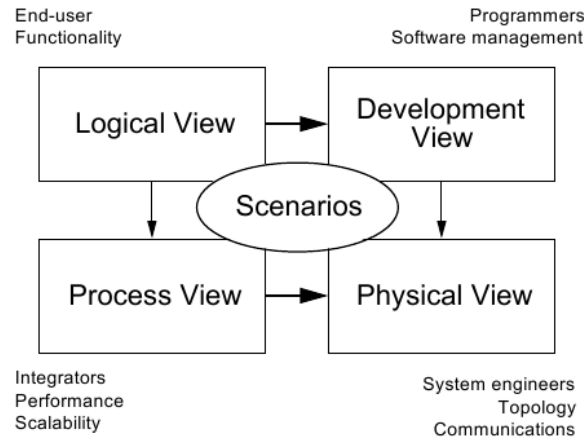 End-user
Functionality
Programmers
Software management
Logical View
Development
View
Scenarios
Process View
Physical View
Integrators
Performance
Scalability
System engineers
Topology
Communications